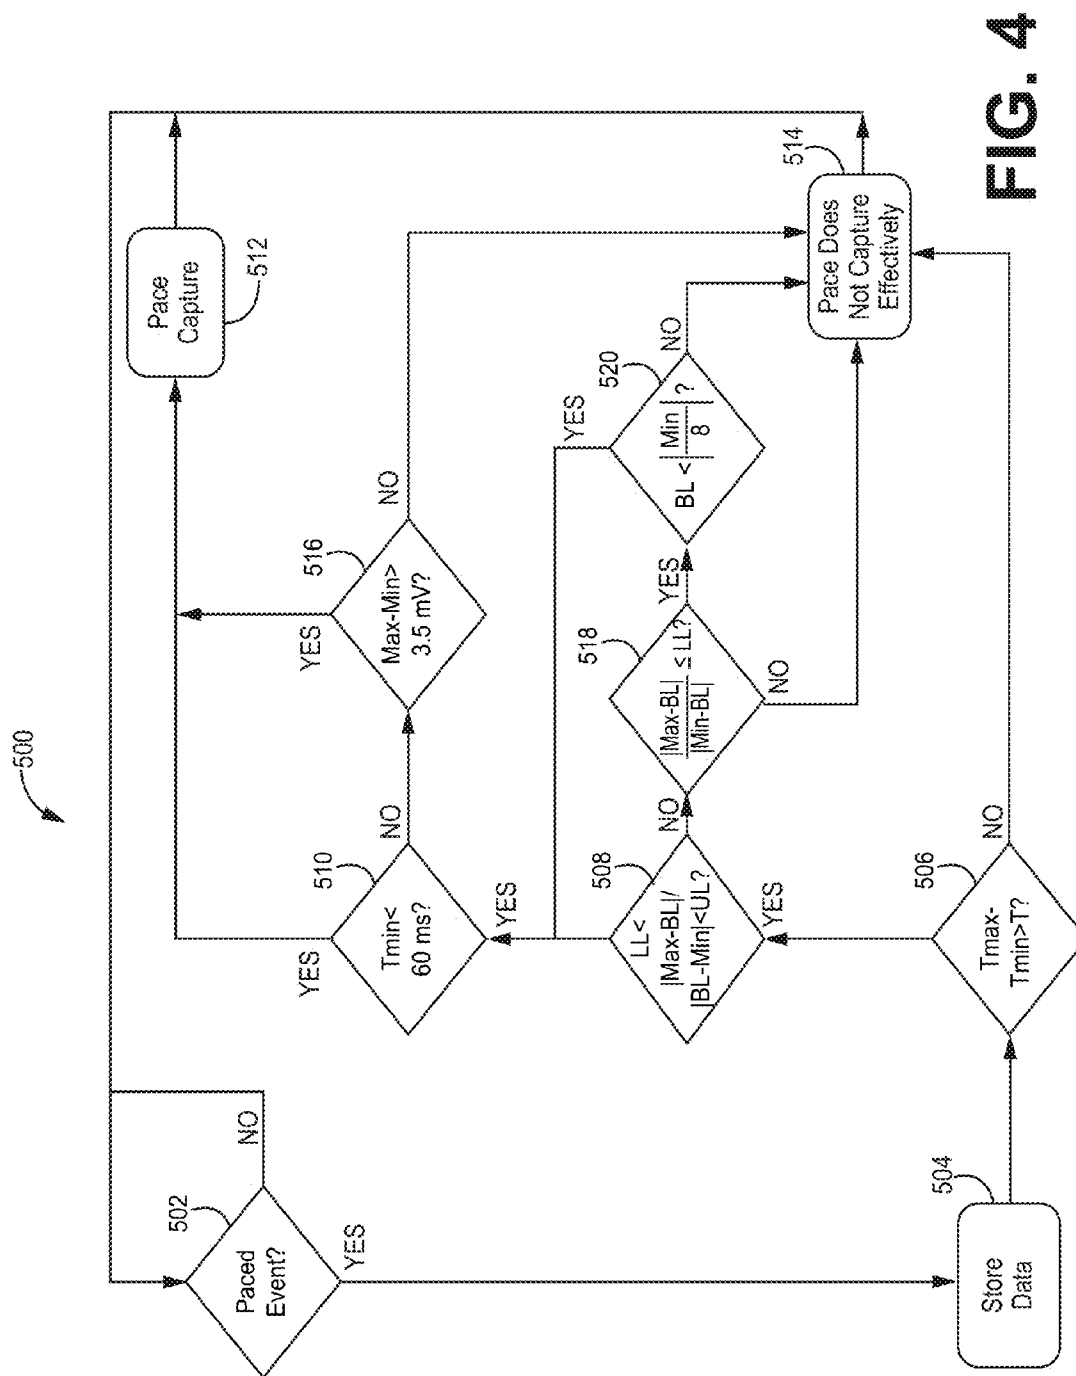 500
502
Paced
Event?
NO
YES
504
Store
Data
506
Tmax-
Tmin>T?
YES
NO
508
LL<
|Max-BL|/
|BL-Min|<UL?
YES
NO
510
Tmin<
60 ms?
YES
NO
516
Max-Min>
3.5 mV?
YES
NO
518
|Max-BL|
|Min-BL|
≤ LL?
YES
NO
520
BL < |Min
8| ?
YES
NO
Pace
Capture
512
514
Pace Does
Not Capture
Effectively
FIG. 4